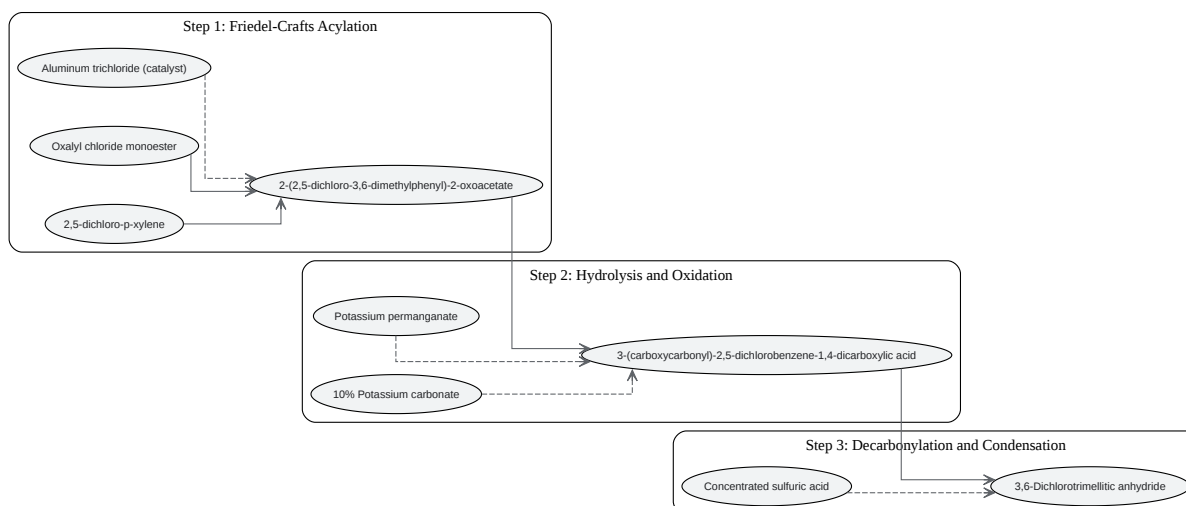 Step 1: Friedel-Crafts Acylation
Aluminum trichloride (catalyst)
Oxalyl chloride monoester
2-(2,5-dichloro-3,6-dimethylphenyl)-2-oxoacetate
2,5-dichloro-p-xylene
Step 2: Hydrolysis and Oxidation
Potassium permanganate
3-(carboxycarbonyl)-2,5-dichlorobenzene-1,4-dicarboxylic acid
10% Potassium carbonate
Step 3: Decarbonylation and Condensation
Concentrated sulfuric acid
3,6-Dichlorotrimellitic anhydride